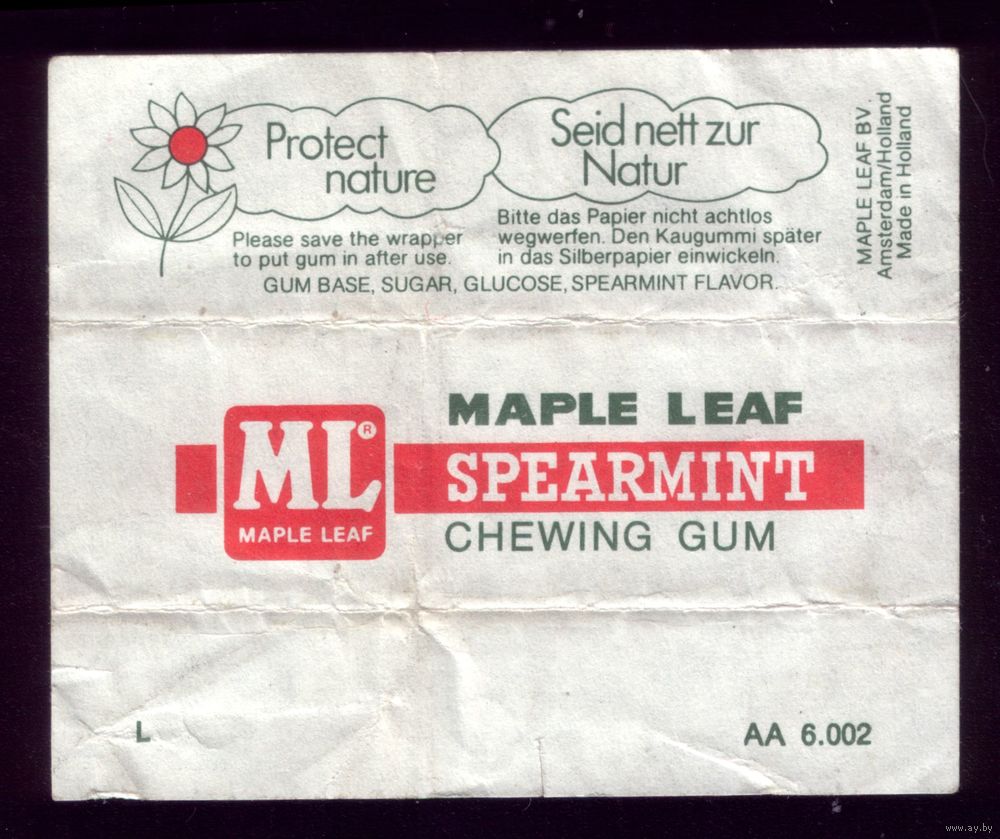 Protect
nature
Seid nett zur
Natur
Please save the wrapper
to put gum in after use.
Bitte das Papier nicht achtlos
wegwerfen. Den Kaugummi später
in das Silberpapier einwickeln.
GUM BASE, SUGAR, GLUCOSE, SPEARMINT FLAVOR.
MAPLE LEAF BV.
Amsterdam/Holland
Made in Holland
ML®
MAPLE LEAF
MAPLE LEAF
SPEARMINT
CHEWING GUM
L
AA 6.002
www.ay.by